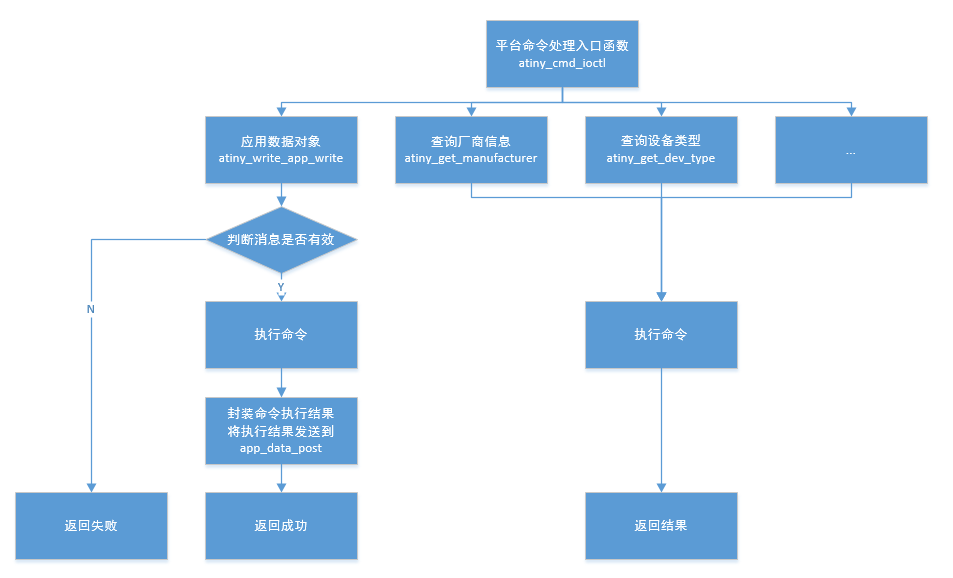 平台命令处理入口函数
atiny_cmd_ioctl
应用数据对象
atiny_write_app_write
查询厂商信息
atiny_get_manufacturer
查询设备类型
atiny_get_dev_type
...
判断消息是否有效
Y
N
执行命令
执行命令
封装命令执行结果
将执行结果发送到
app_data_post
返回失败
返回成功
返回结果